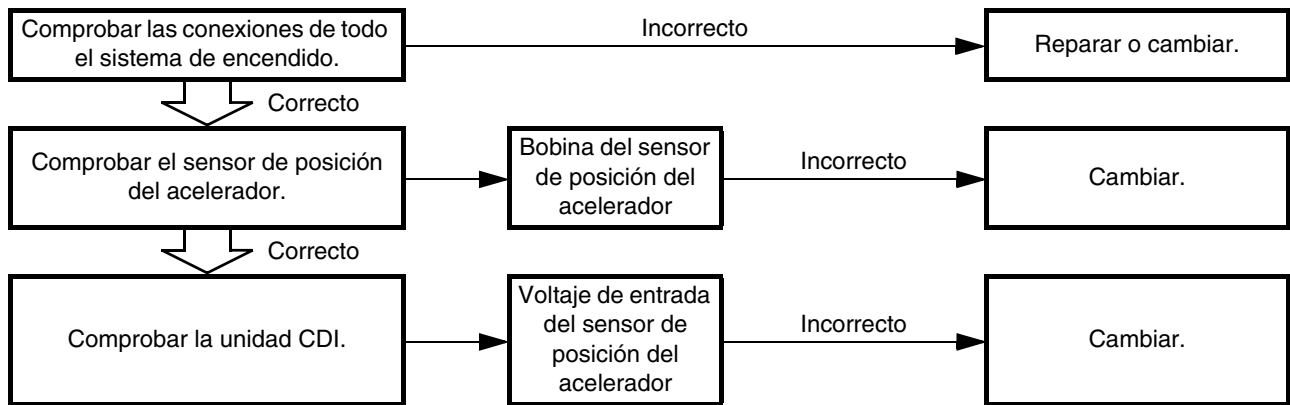 Comprobar las conexiones de todo
el sistema de encendido.
Incorrecto
Reparar o cambiar.
Correcto
Comprobar el sensor de posición
del acelerador.
Bobina del sensor
de posición del
acelerador
Incorrecto
Cambiar.
Correcto
Comprobar la unidad CDI.
Voltaje de entrada
del sensor de
posición del
acelerador
Incorrecto
Cambiar.